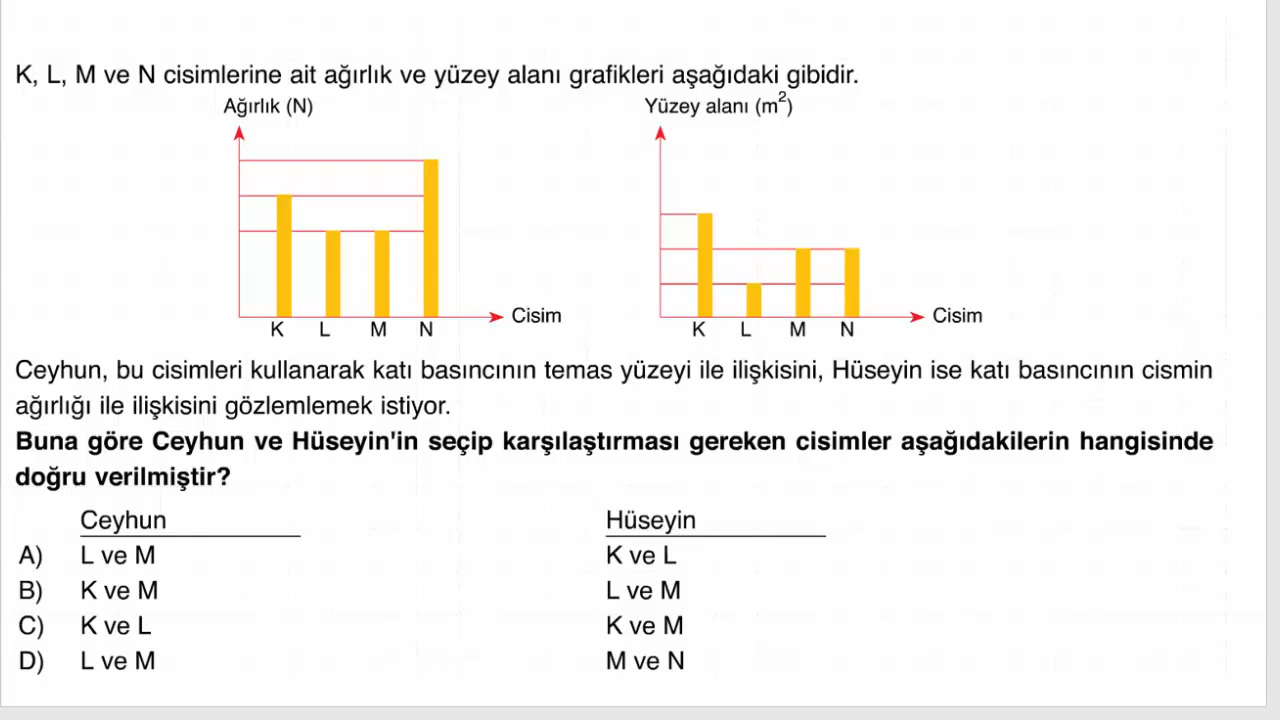 K, L, M ve N cisimlerine ait ağırlık ve yüzey alanı grafikleri aşağıdaki gibidir.
Ağırlık (N)
Yüzey alanı (m²)
Cisim
K L M N
Cisim
K L M N
Ceyhun, bu cisimleri kullanarak katı basıncının temas yüzeyi ile ilişkisini, Hüseyin ise katı basıncının cismin
ağırlığı ile ilişkisini gözlemlemek istiyor.
Buna göre Ceyhun ve Hüseyin'in seçip karşılaştırması gereken cisimler aşağıdakilerin hangisinde
doğru verilmiştir?
Ceyhun Hüseyin
A) L ve M K ve L
B) K ve M L ve M
C) K ve L K ve M
D) L ve M M ve N